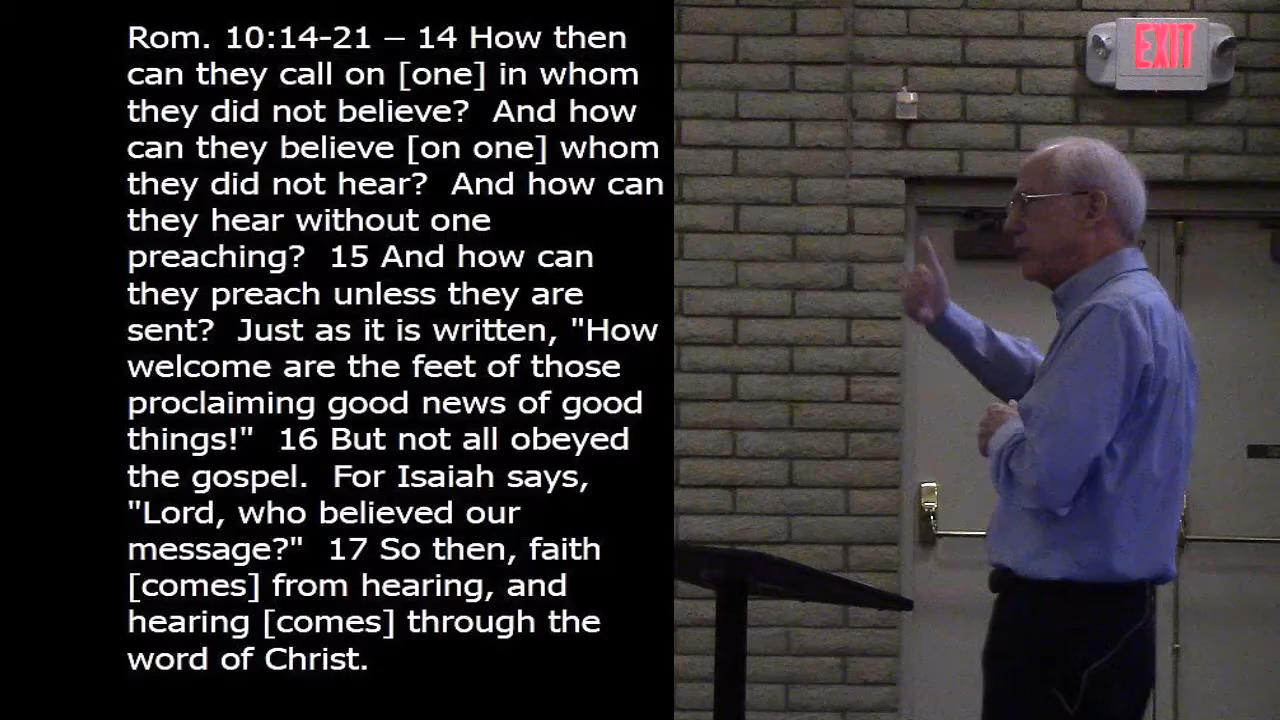 Rom. 10:14-21 – 14 How then
can they call on [one] in whom
they did not believe?  And how
can they believe [on one] whom
they did not hear?  And how can
they hear without one
preaching?  15 And how can
they preach unless they are
sent?  Just as it is written, "How
welcome are the feet of those
proclaiming good news of good
things!"  16 But not all obeyed
the gospel.  For Isaiah says,
"Lord, who believed our
message?"  17 So then, faith
[comes] from hearing, and
hearing [comes] through the
word of Christ.
EXIT